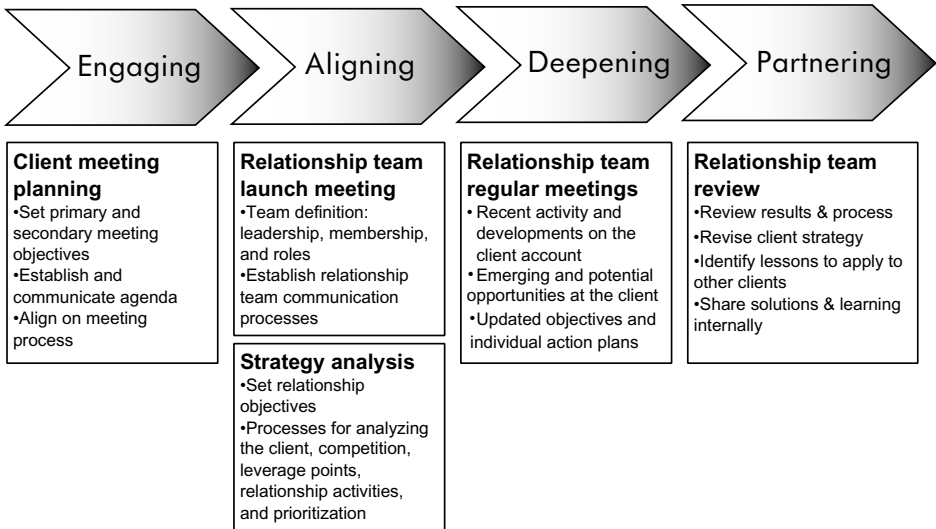 Engaging
Aligning
Deepening
Partnering
Client meeting
planning
•Set primary and
secondary meeting
objectives
•Establish and
communicate agenda
•Align on meeting
process
Relationship team
launch meeting
•Team definition:
leadership, membership,
and roles
•Establish relationship
team communication
processes
Strategy analysis
•Set relationship
objectives
•Processes for analyzing
the client, competition,
leverage points,
relationship activities,
and prioritization
Relationship team
regular meetings
• Recent activity and
developments on the
client account
• Emerging and potential
opportunities at the client
• Updated objectives and
individual action plans
Relationship team
review
•Review results & process
•Revise client strategy
•Identify lessons to apply to
other clients
•Share solutions & learning
internally